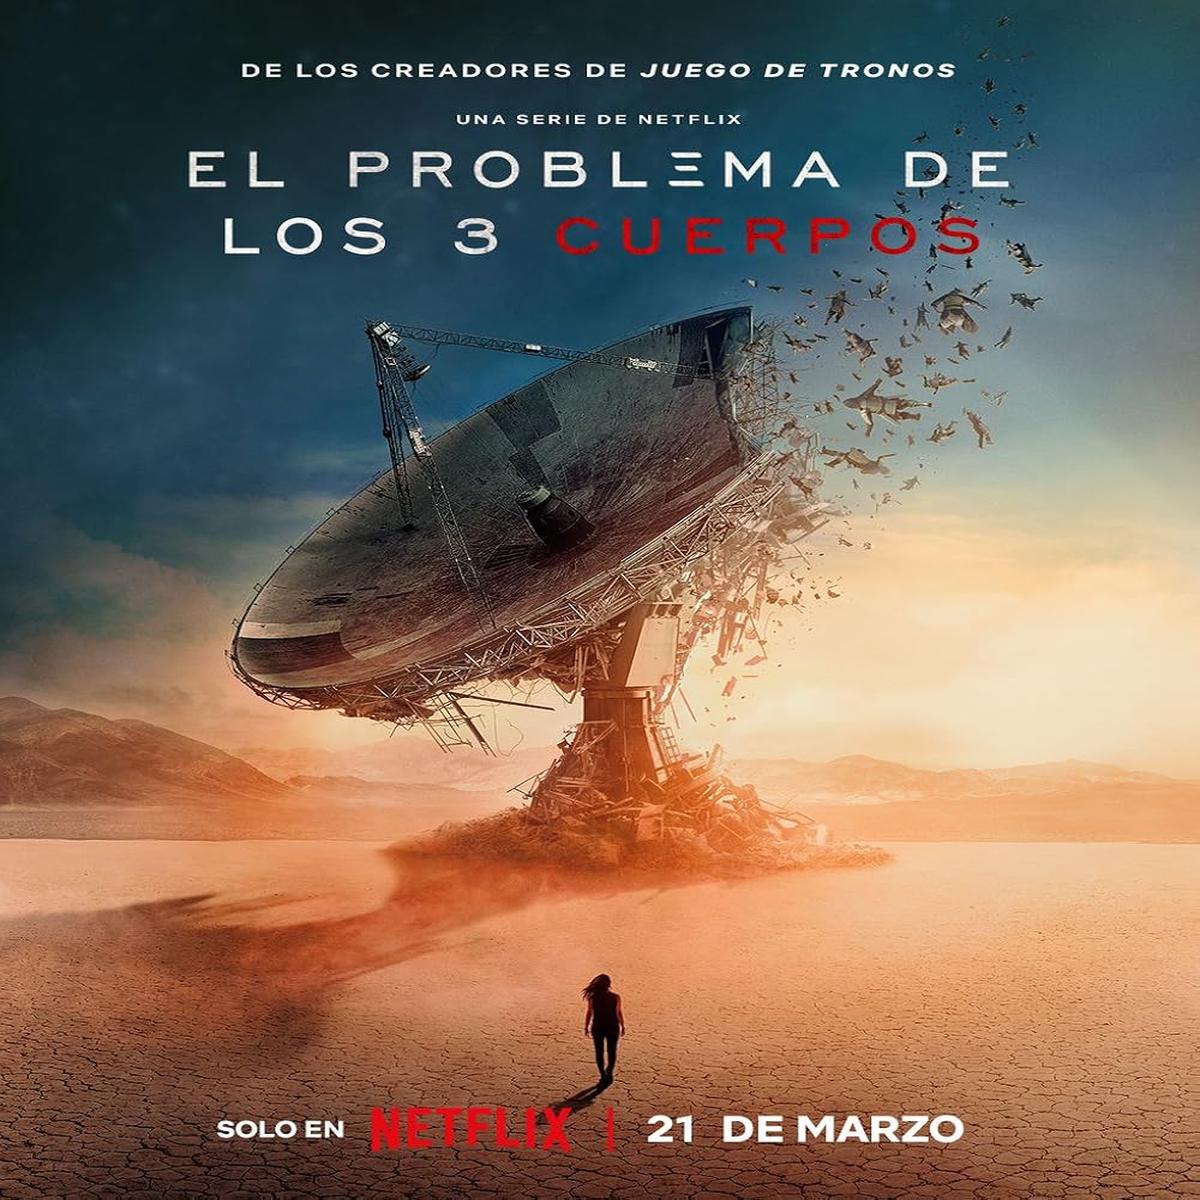 DE LOS CREADORES DE JUEGO DE TRONOS
UNA SERIE DE NETFLIX
EL PROBLEMA DE
LOS 3 CUERPOS
SOLO EN NETFLIX | 21 DE MARZO